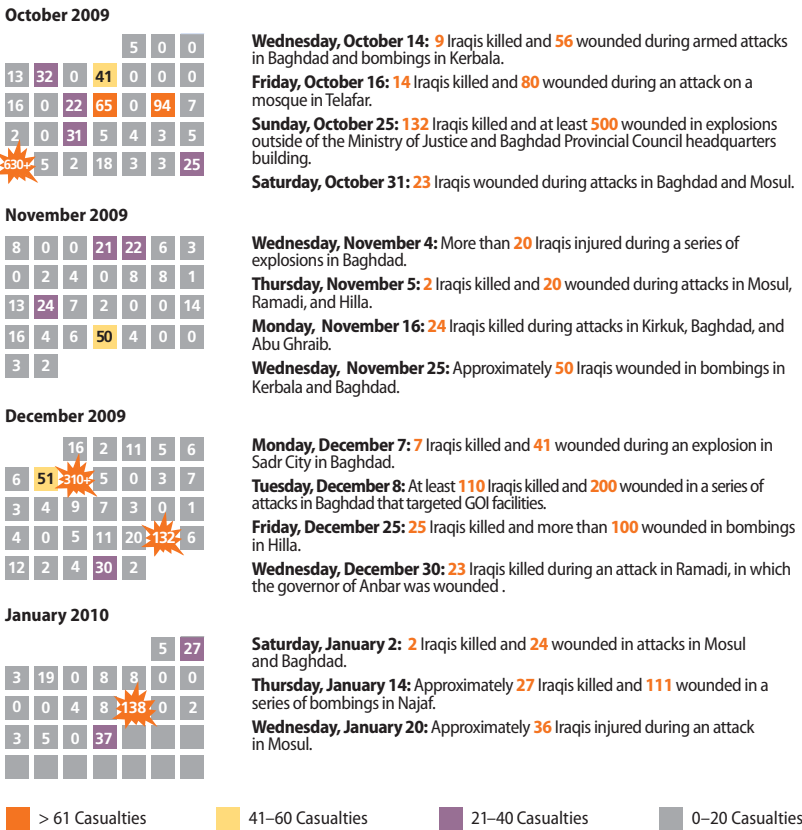 October 2009
5 0 0
13 32 0 41 0 0 0
16 0 22 65 0 94 7
2 0 31 5 4 3 5
630+ 5 2 18 3 3 25
Wednesday, October 14: 9 Iraqis killed and 56 wounded during armed attacks
in Baghdad and bombings in Kerbala.
Friday, October 16: 14 Iraqis killed and 80 wounded during an attack on a
mosque in Telafar.
Sunday, October 25: 132 Iraqis killed and at least 500 wounded in explosions
outside of the Ministry of Justice and Baghdad Provincial Council headquarters
building.
Saturday, October 31: 23 Iraqis wounded during attacks in Baghdad and Mosul.
November 2009
8 0 0 21 22 6 3
0 2 4 0 8 8 1
13 24 7 2 0 0 14
16 4 6 50 4 0 0
3 2
Wednesday, November 4: More than 20 Iraqis injured during a series of
explosions in Baghdad.
Thursday, November 5: 2 Iraqis killed and 20 wounded during attacks in Mosul,
Ramadi, and Hilla.
Monday, November 16: 24 Iraqis killed during attacks in Kirkuk, Baghdad, and
Abu Ghraib.
Wednesday, November 25: Approximately 50 Iraqis wounded in bombings in
Kerbala and Baghdad.
December 2009
16 2 11 5 6
6 51 310+ 5 0 3 7
3 4 9 7 3 0 1
4 0 5 11 20 132 6
12 2 4 30 2
Monday, December 7: 7 Iraqis killed and 41 wounded during an explosion in
Sadr City in Baghdad.
Tuesday, December 8: At least 110 Iraqis killed and 200 wounded in a series of
attacks in Baghdad that targeted GOI facilities.
Friday, December 25: 25 Iraqis killed and more than 100 wounded in bombings
in Hilla.
Wednesday, December 30: 23 Iraqis killed during an attack in Ramadi, in which
the governor of Anbar was wounded .
January 2010
5 27
3 19 0 8 8 0 0
0 0 4 8 138 0 2
3 5 0 37
Saturday, January 2: 2 Iraqis killed and 24 wounded in attacks in Mosul
and Baghdad.
Thursday, January 14: Approximately 27 Iraqis killed and 111 wounded in a
series of bombings in Najaf.
Wednesday, January 20: Approximately 36 Iraqis injured during an attack
in Mosul.
> 61 Casualties 41–60 Casualties 21–40 Casualties 0–20 Casualties